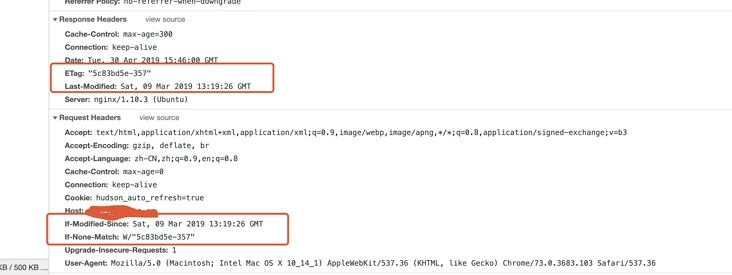 Referrer Policy: no-referrer-when-downgrade
▼ Response Headers view source
Cache-Control: max-age=300
Connection: keep-alive
Date: Tue, 30 Apr 2019 15:46:00 GMT
ETag: "5c83bd5e-357"
Last-Modified: Sat, 09 Mar 2019 13:19:26 GMT
Server: nginx/1.10.3 (Ubuntu)
▼ Request Headers view source
Accept: text/html,application/xhtml+xml,application/xml;q=0.9,image/webp,image/apng,*/*;q=0.8,application/signed-exchange;v=b3
Accept-Encoding: gzip, deflate, br
Accept-Language: zh-CN,zh;q=0.9,en;q=0.8
Cache-Control: max-age=0
Connection: keep-alive
Cookie: hudson_auto_refresh=true
Host:
If-Modified-Since: Sat, 09 Mar 2019 13:19:26 GMT
If-None-Match: W/"5c83bd5e-357"
Upgrade-Insecure-Requests: 1
KB / 500 KB ...
User-Agent: Mozilla/5.0 (Macintosh; Intel Mac OS X 10_14_1) AppleWebKit/537.36 (KHTML, like Gecko) Chrome/73.0.3683.103 Safari/537.36